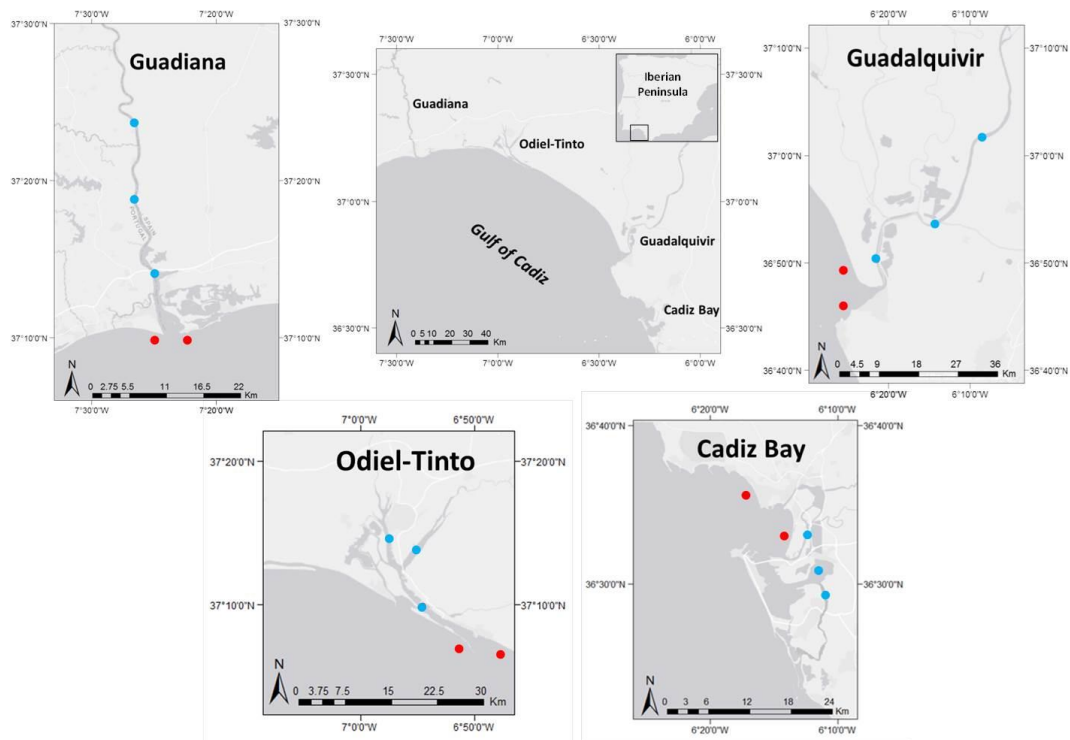 7°30'0"W 7°20'0"W
37°30'0"N 37°30'0"N
Guadiana
37°20'0"N 37°20'0"N
SPAIN
PORTUGAL
37°10'0"N 37°10'0"N
N
0 2.75 5.5 11 16.5 22
Km
7°30'0"W 7°20'0"W
7°30'0"W 7°0'0"W 6°30'0"W 6°0'0"W
37°30'0"N 37°30'0"N
Iberian
Peninsula
Guadiana
Odiel-Tinto
37°0'0"N 37°0'0"N
Gulf of Cadiz
Guadalquivir
Cadiz Bay
36°30'0"N 36°30'0"N
N
0 5 10 20 30 40
Km
7°30'0"W 7°0'0"W 6°30'0"W 6°0'0"W
6°20'0"W 6°10'0"W
37°10'0"N 37°10'0"N
Guadalquivir
37°0'0"N 37°0'0"N
36°50'0"N 36°50'0"N
N
0 4.5 9 18 27 36
Km
36°40'0"N 36°40'0"N
6°20'0"W 6°10'0"W
7°0'0"W 6°50'0"W
37°20'0"N 37°20'0"N
Odiel-Tinto
37°10'0"N 37°10'0"N
N
0 3.75 7.5 15 22.5 30
Km
7°0'0"W 6°50'0"W
6°20'0"W 6°10'0"W
36°40'0"N 36°40'0"N
Cadiz Bay
36°30'0"N 36°30'0"N
N
0 3 6 12 18 24
Km
6°20'0"W 6°10'0"W